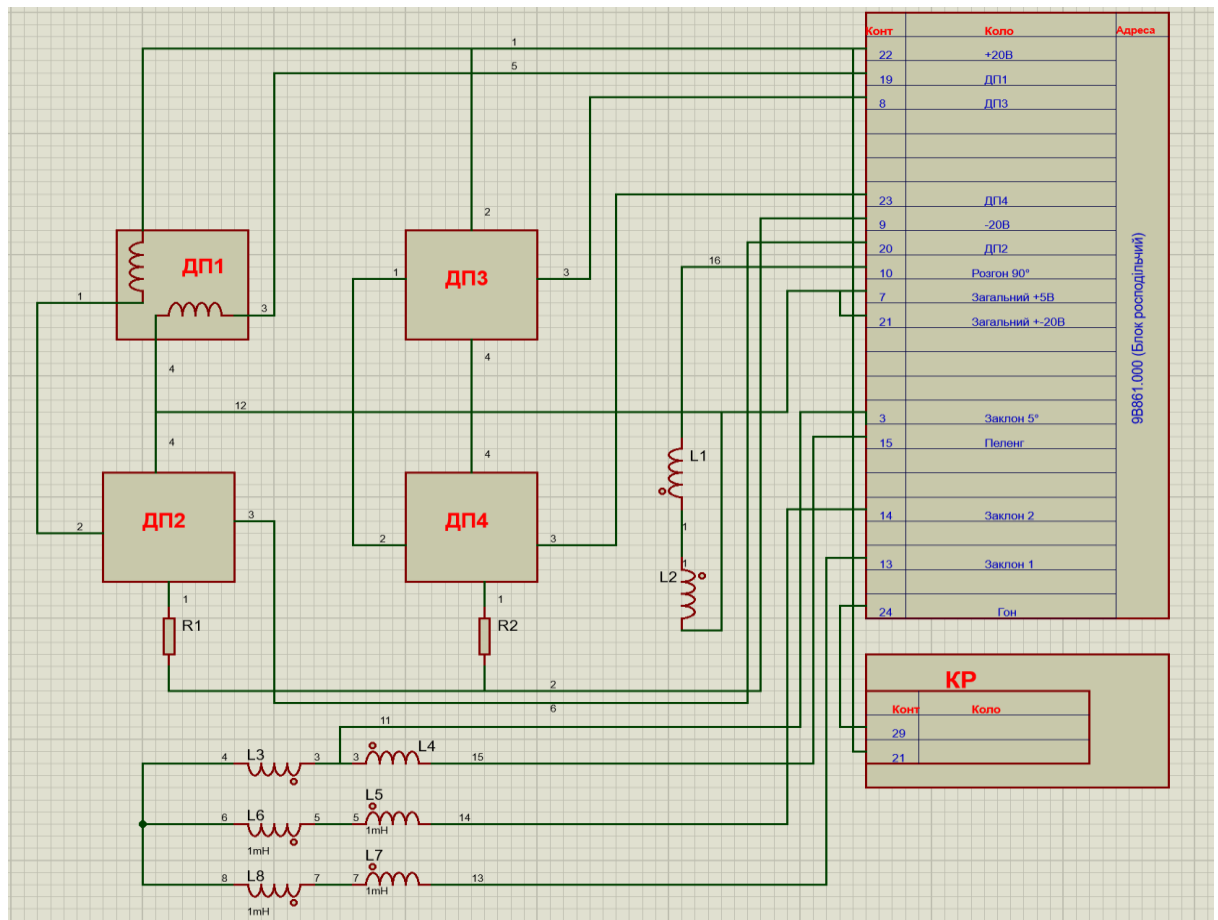 Конт Коло Адреса
22 +20В
19 ДП1
8 ДП3
23 ДП4
9 -20В
20 ДП2
10 Розгон 90°
7 Загальний +5В
21 Загальний +-20В
3 Заклон 5°
15 Пеленг
14 Заклон 2
13 Заклон 1
24 Гон
9В861.000 (Блок росподільчий)
КР
Конт Коло
29
21
1
5
2
ДП1
1
3
4
ДП3
1
3
4
16
12
4
4
ДП2
2
3
1
R1
ДП4
2
3
1
R2
L1
1
1
L2
2
6
11
4 L3 3 3 L4 15
6 L6 5 5 L5 14
1mH 1mH
8 L8 7 7 L7 13
1mH 1mH